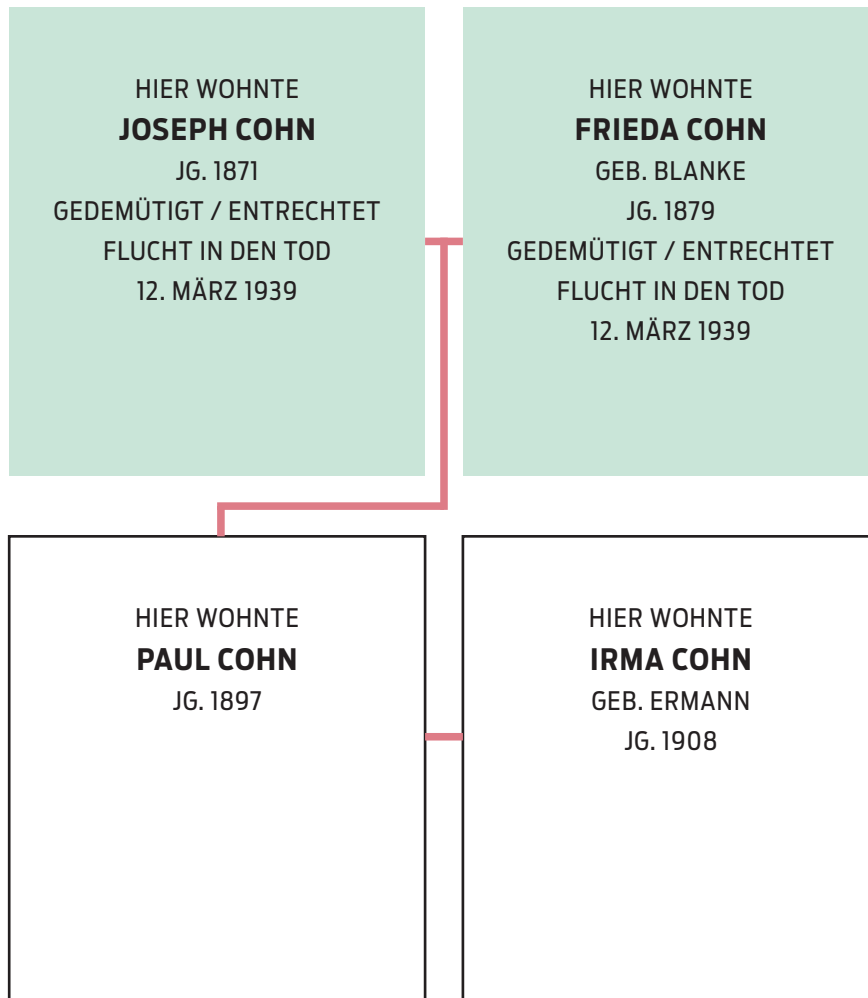 HIER WOHNTE
JOSEPH COHN
JG. 1871
GEDEMÜTIGT / ENTRECHTET
FLUCHT IN DEN TOD
12. MÄRZ 1939
HIER WOHNTE
FRIEDA COHN
GEB. BLANKE
JG. 1879
GEDEMÜTIGT / ENTRECHTET
FLUCHT IN DEN TOD
12. MÄRZ 1939
HIER WOHNTE
PAUL COHN
JG. 1897
HIER WOHNTE
IRMA COHN
GEB. ERMANN
JG. 1908